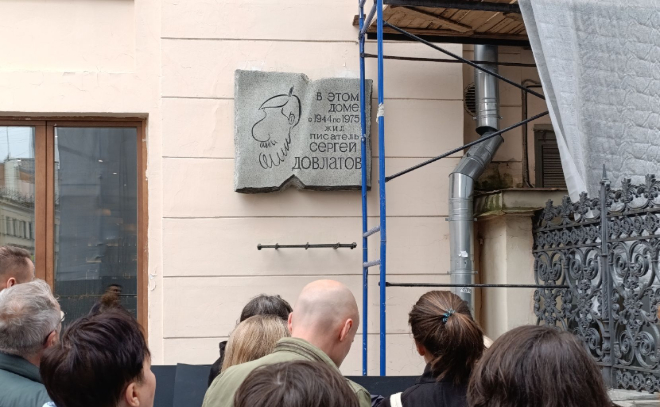 В ЭТОМ
ДОМЕ
с 1944 по 1975
ЖИЛ
ПИСАТЕЛЬ
СЕРГЕЙ
ДОВЛАТОВ